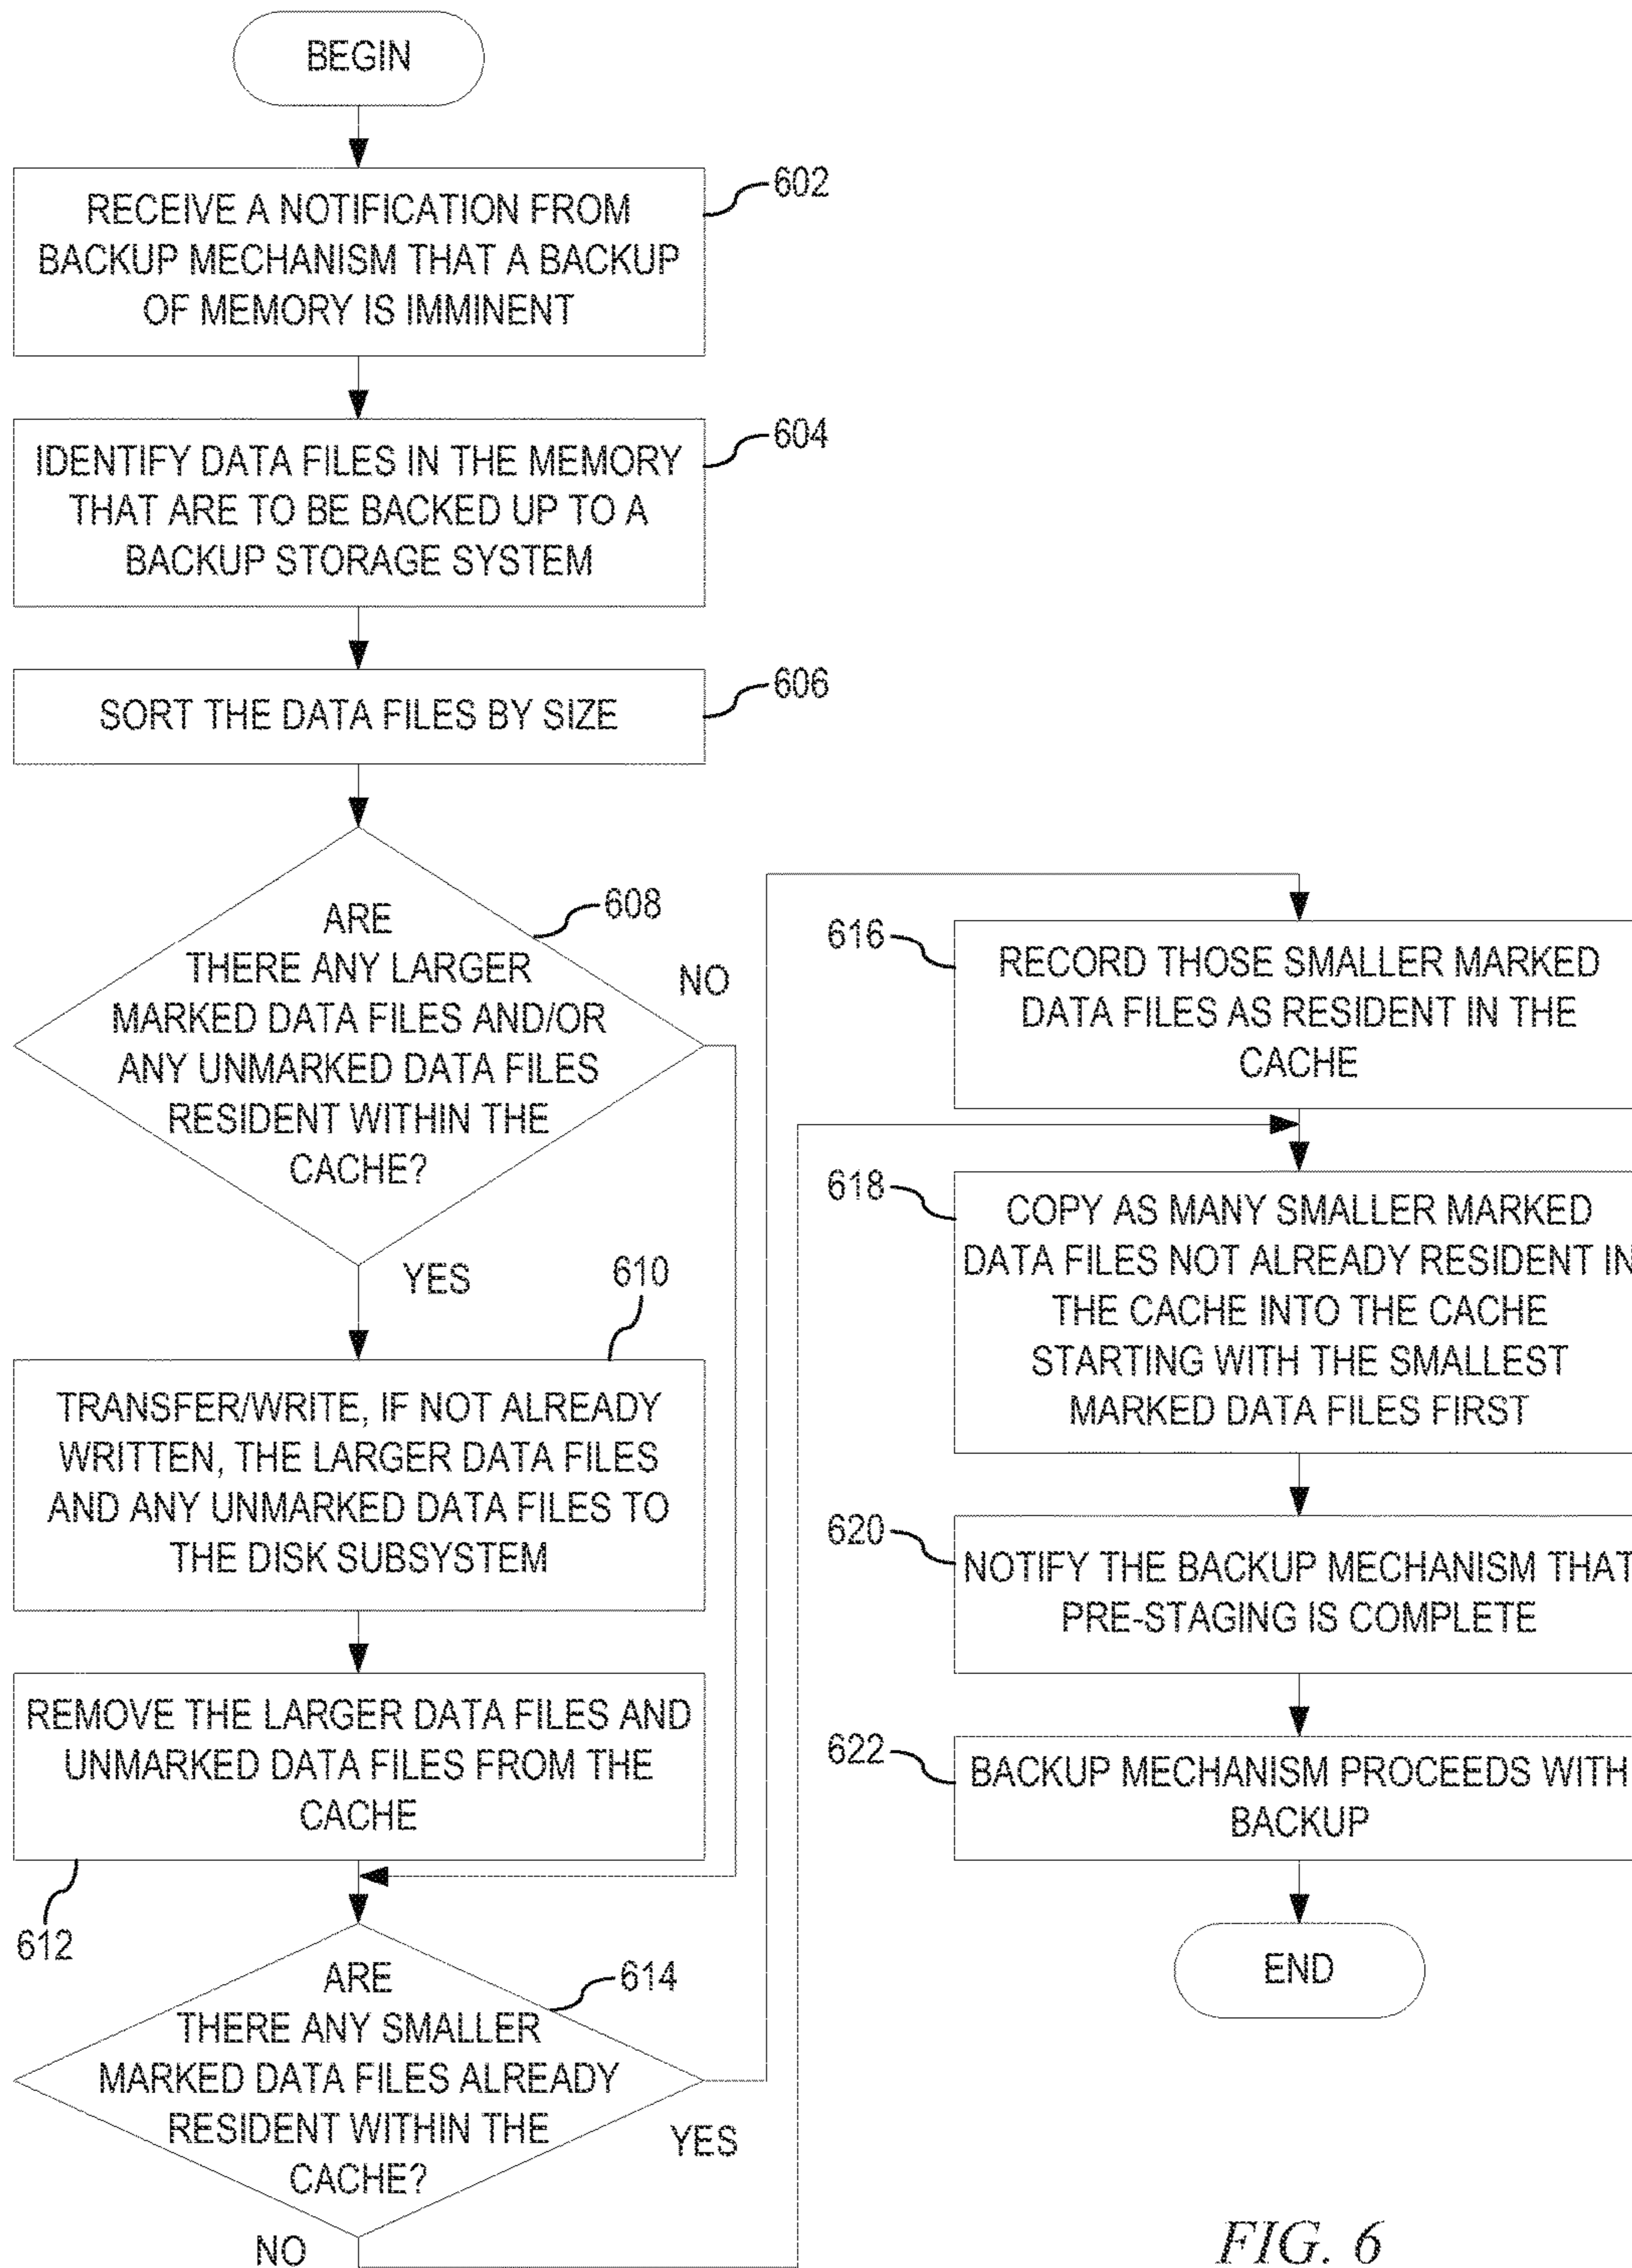 BEGIN
602
RECEIVE A NOTIFICATION FROM
BACKUP MECHANISM THAT A BACKUP
OF MEMORY IS IMMINENT
604
IDENTIFY DATA FILES IN THE MEMORY
THAT ARE TO BE BACKED UP TO A
BACKUP STORAGE SYSTEM
606
SORT THE DATA FILES BY SIZE
608
ARE
THERE ANY LARGER
MARKED DATA FILES AND/OR
ANY UNMARKED DATA FILES
RESIDENT WITHIN THE
CACHE?
NO
YES
610
TRANSFER/WRITE, IF NOT ALREADY
WRITTEN, THE LARGER DATA FILES
AND ANY UNMARKED DATA FILES TO
THE DISK SUBSYSTEM
REMOVE THE LARGER DATA FILES AND
UNMARKED DATA FILES FROM THE
CACHE
612
614
ARE
THERE ANY SMALLER
MARKED DATA FILES ALREADY
RESIDENT WITHIN THE
CACHE?
YES
NO
616
RECORD THOSE SMALLER MARKED
DATA FILES AS RESIDENT IN THE
CACHE
618
COPY AS MANY SMALLER MARKED
DATA FILES NOT ALREADY RESIDENT IN
THE CACHE INTO THE CACHE
STARTING WITH THE SMALLEST
MARKED DATA FILES FIRST
620
NOTIFY THE BACKUP MECHANISM THAT
PRE-STAGING IS COMPLETE
622
BACKUP MECHANISM PROCEEDS WITH
BACKUP
END
FIG. 6